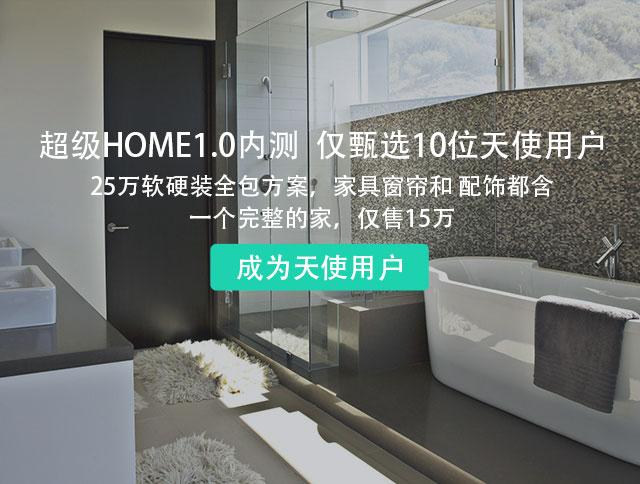 超级HOME1.0内测 仅甄选10位天使用户
25万软硬装全包方案，家具窗帘和 配饰都含
一个完整的家，仅售15万
成为天使用户